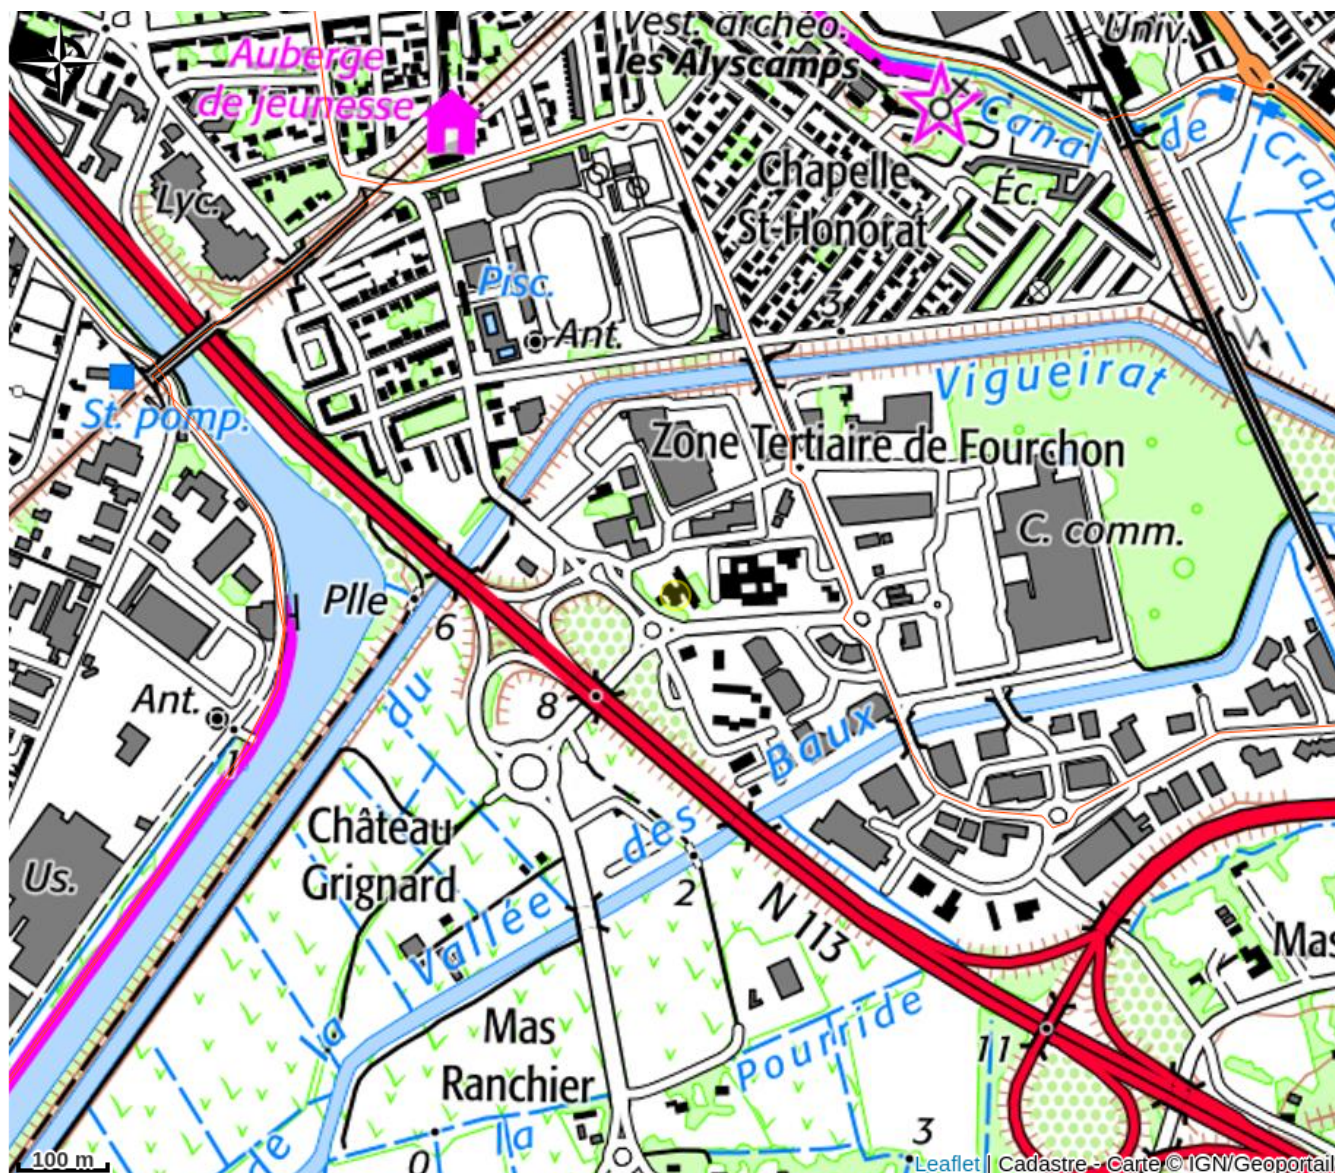 Vest. archéo.
les Alyscamps
Univ.
Auberge
de jeunesse
7
Canal de Crap
Lyc.
Chapelle
St-Honorat
Éc.
Pisc.
Ant.
3
St. pomp.
Vigueirat
Zone Tertiaire de Fourchon
C. comm.
Plle
6
du
Ant.
8
1
Baux
Château
Grignard
des
Us.
2
N 113
Vallée
Mas
la
Mas
Ranchier
Pourride
11
de
la
0
3
100 m
Leaflet | Cadastre - Carte © IGN/Geoportail